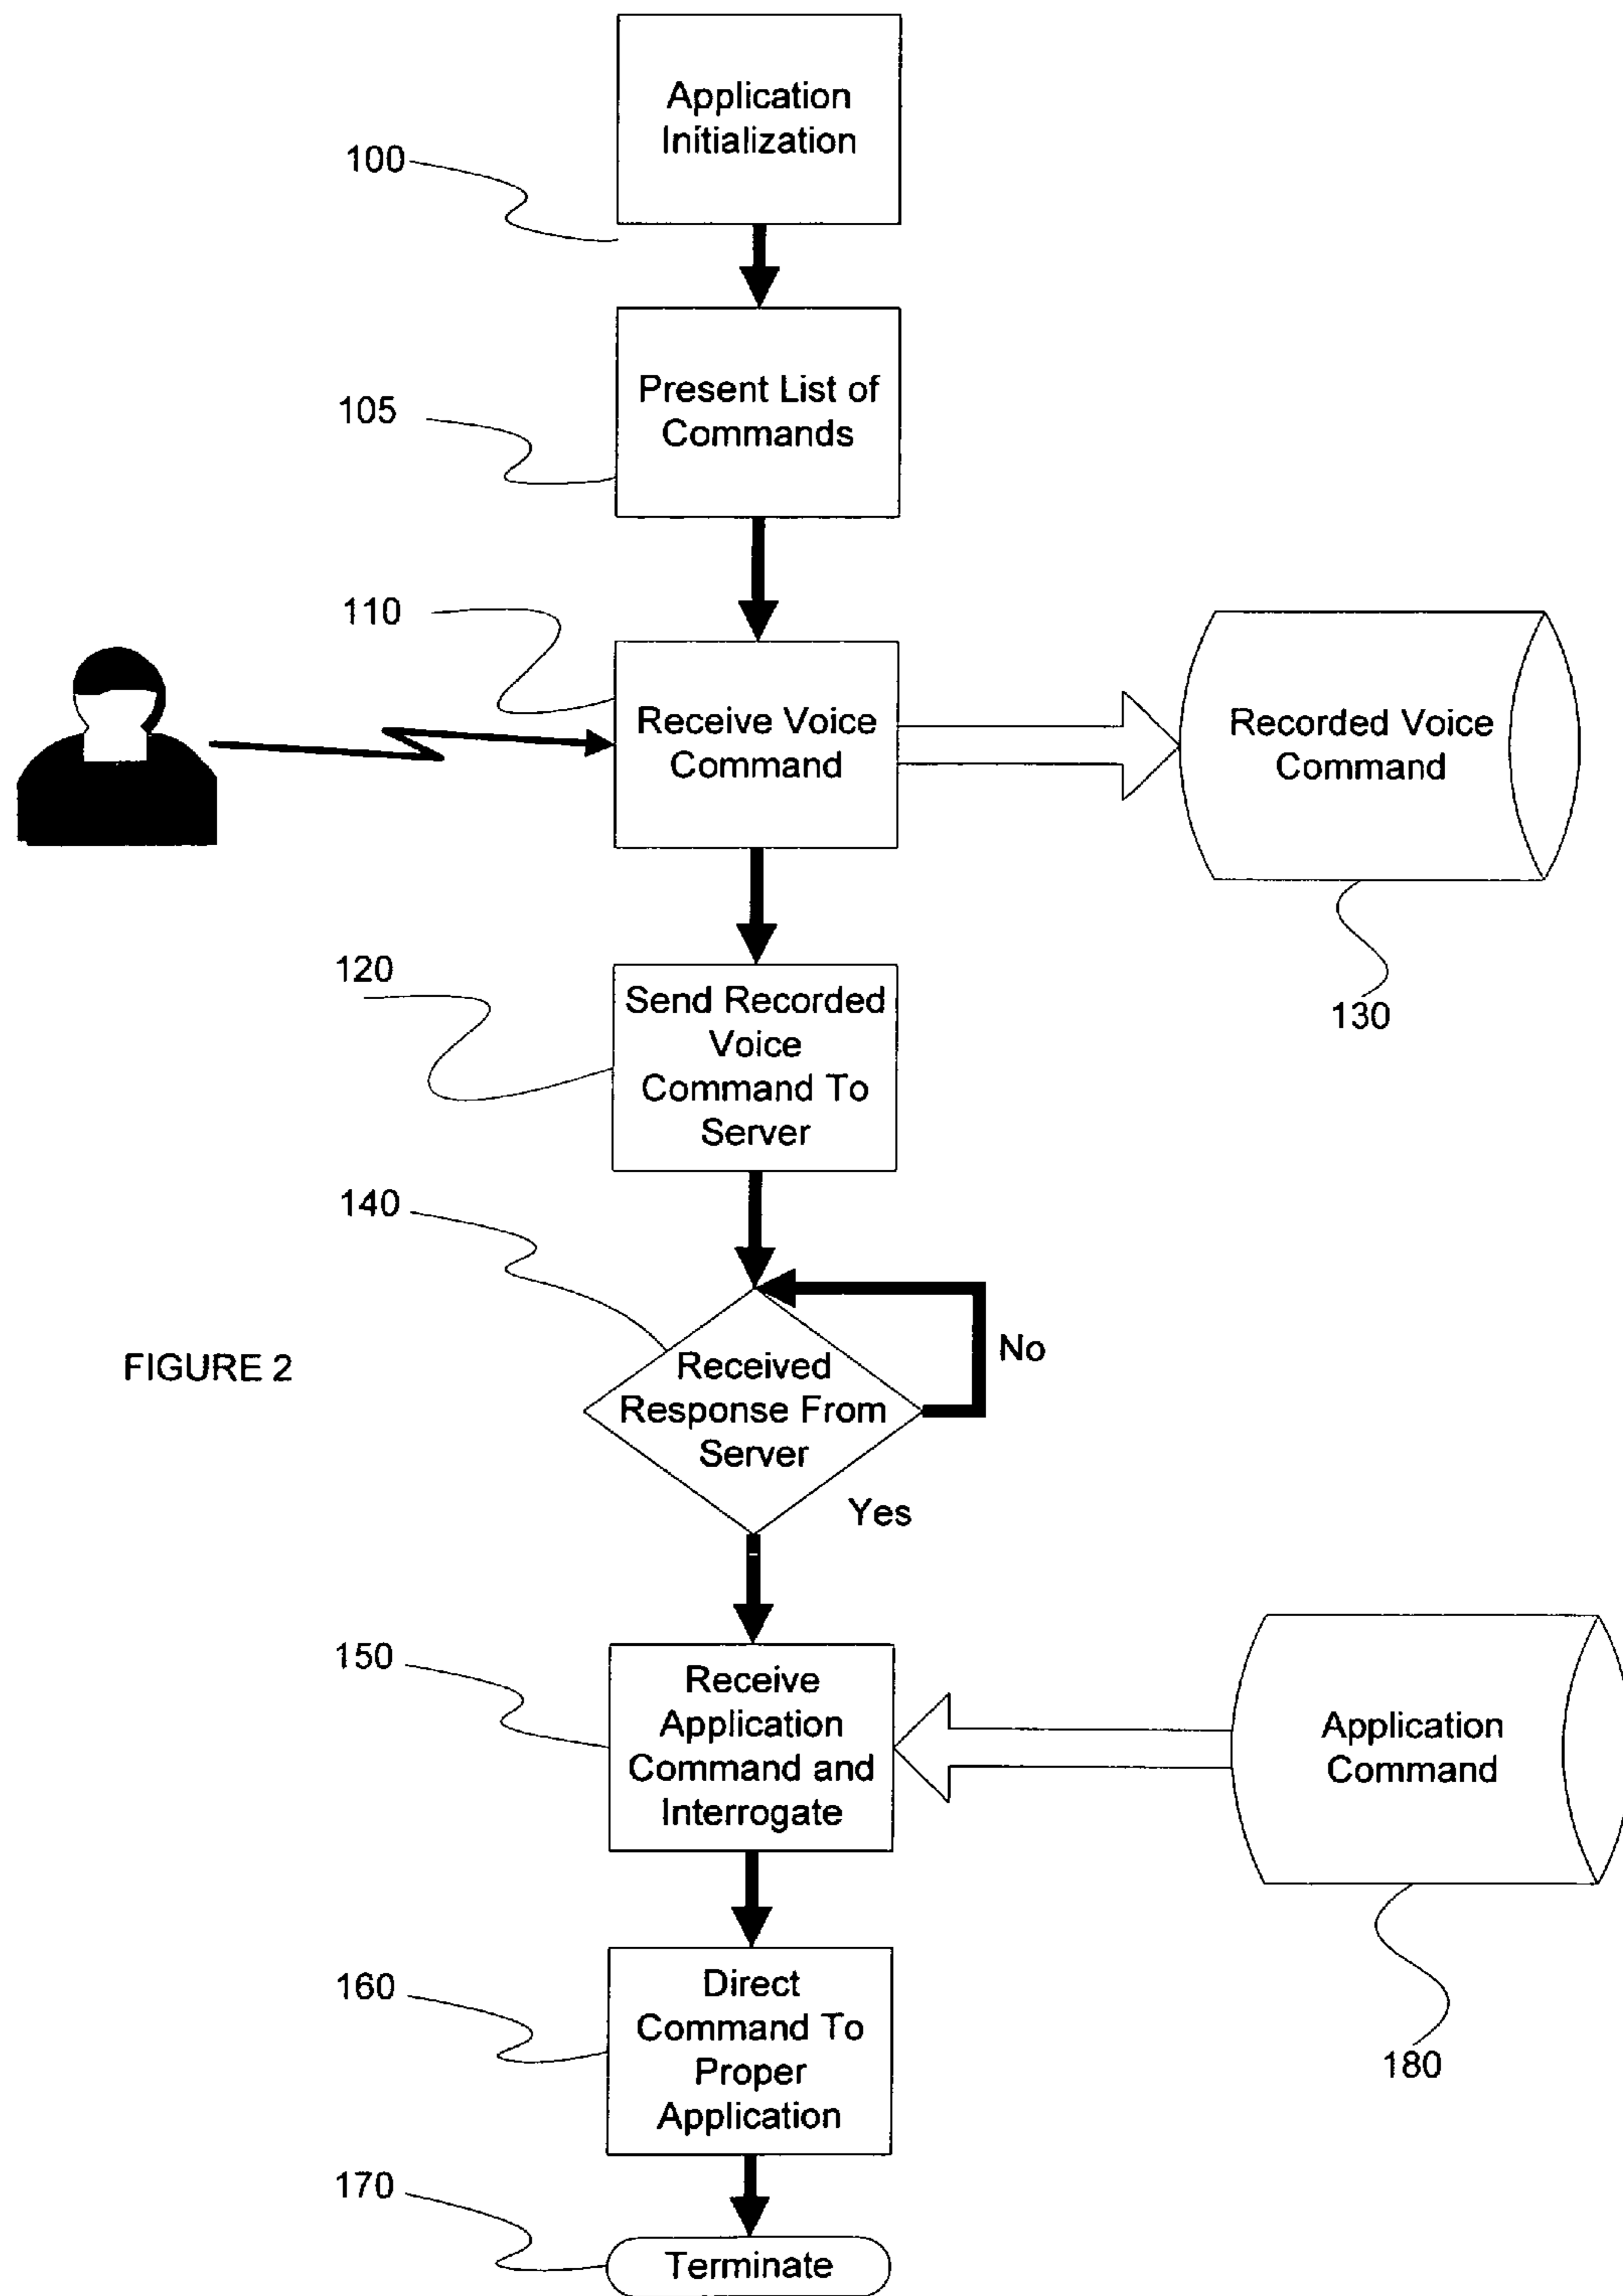 Application
Initialization
100
Present List of
Commands
105
110
Receive Voice
Command
Recorded Voice
Command
130
120
Send Recorded
Voice
Command To
Server
140
Received
Response From
Server
No
Yes
FIGURE 2
150
Receive
Application
Command and
Interrogate
Application
Command
180
160
Direct
Command To
Proper
Application
170
Terminate